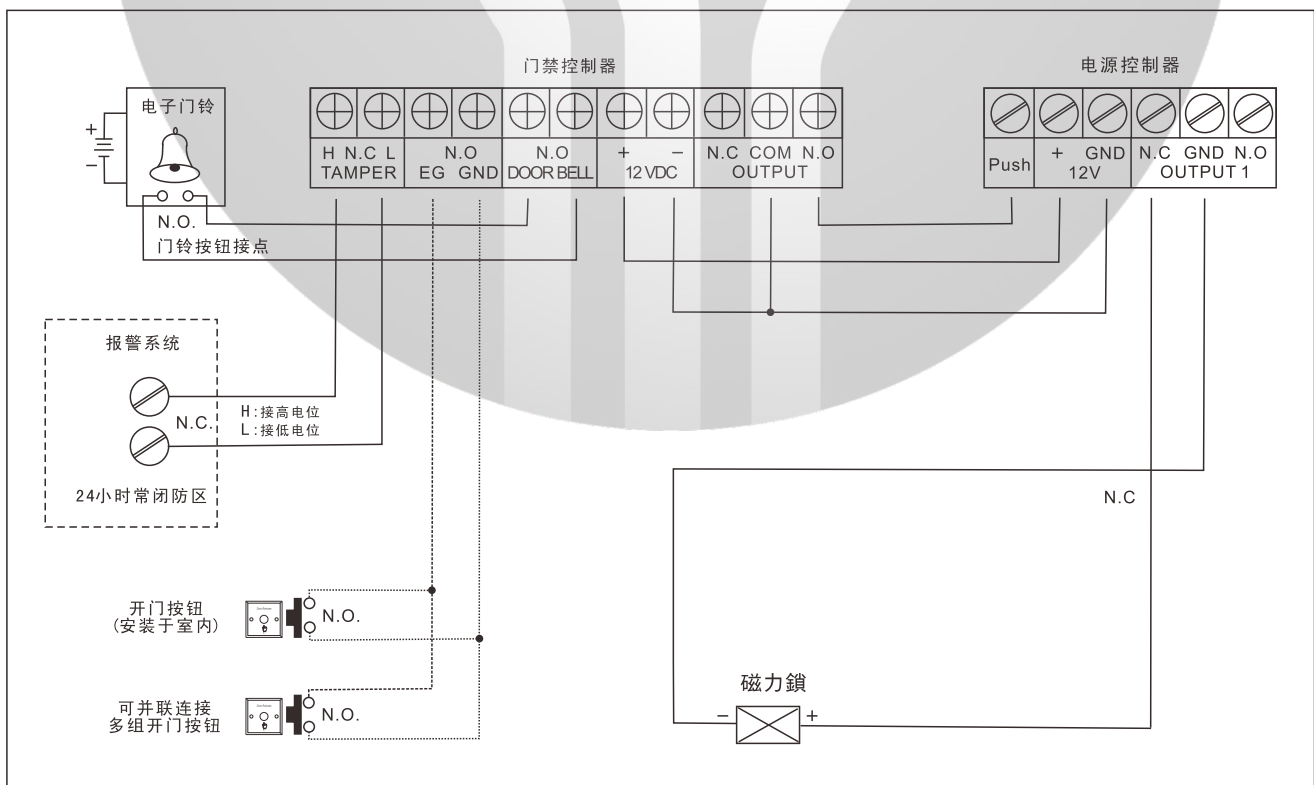 门禁控制器
电源控制器
电子门铃
+
−
H N.C L
TAMPER
N.O
EG GND
N.O
DOOR BELL
+ −
12 VDC
N.C COM N.O
OUTPUT
Push
+ GND
12V
N.C GND N.O
OUTPUT 1
N.O.
门铃按钮接点
报警系统
N.C.
H:接高电位
L:接低电位
24小时常闭防区
N.C
开门按钮
(安装于室内)
N.O.
可并联连接
多组开门按钮
N.O.
磁力鎖
− +